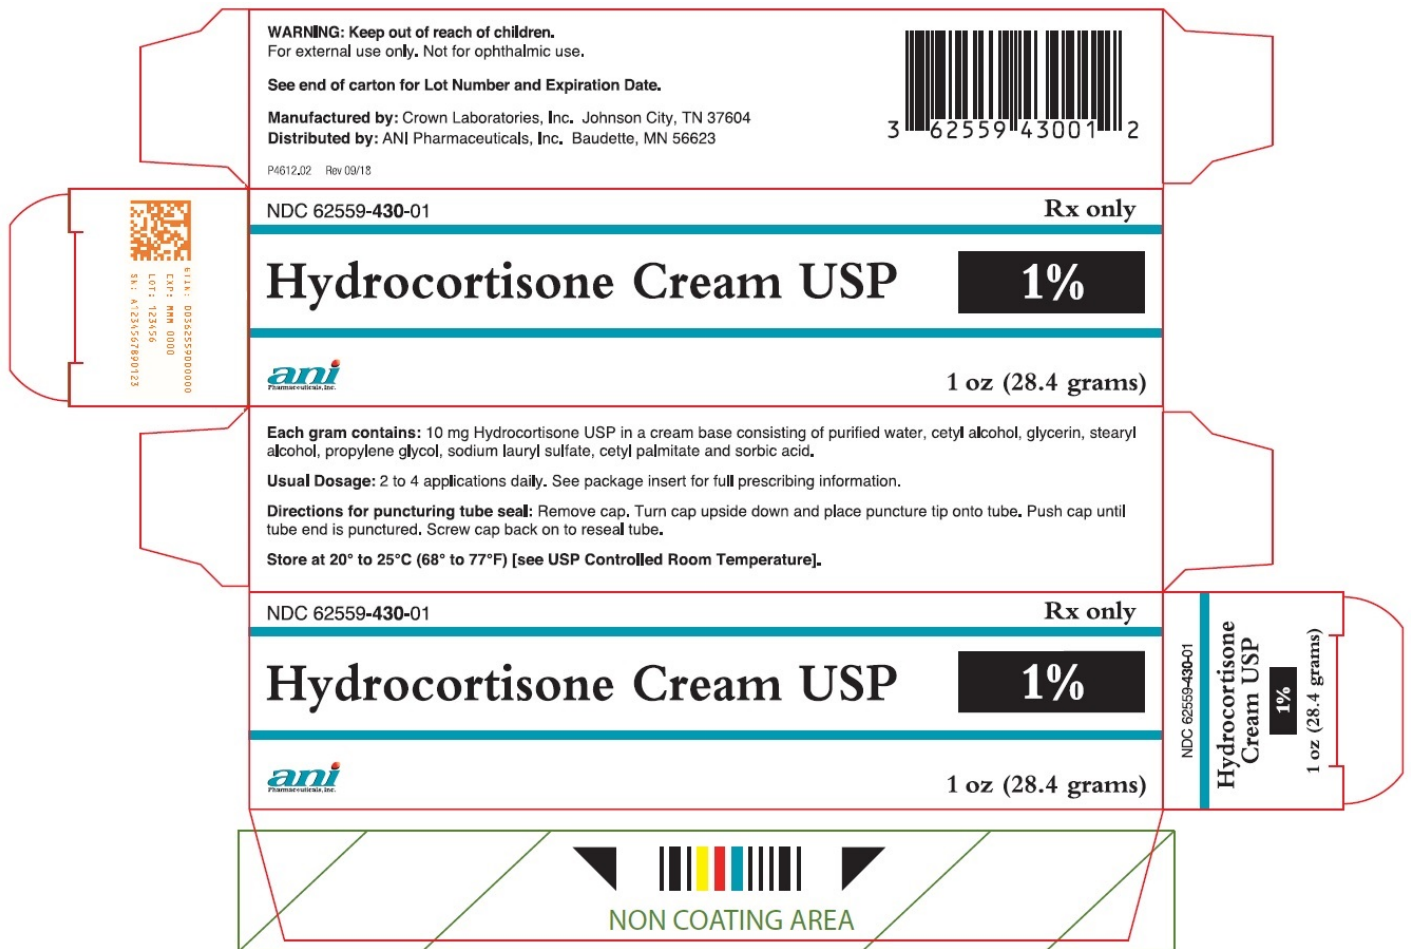 WARNING: Keep out of reach of children.
For external use only. Not for ophthalmic use.
See end of carton for Lot Number and Expiration Date.
Manufactured by: Crown Laboratories, Inc. Johnson City, TN 37604
Distributed by: ANI Pharmaceuticals, Inc. Baudette, MN 56623
P4612.02 Rev 09/18
3 62559 43001 2
NDC 62559-430-01
Rx only
Hydrocortisone Cream USP
1%
ani
Pharmaceuticals, Inc.
1 oz (28.4 grams)
GTIN: 00362559000000
EXP: MMM 0000
LOT: 123456
SN: A1234567890123
Each gram contains: 10 mg Hydrocortisone USP in a cream base consisting of purified water, cetyl alcohol, glycerin, stearyl
alcohol, propylene glycol, sodium lauryl sulfate, cetyl palmitate and sorbic acid.
Usual Dosage: 2 to 4 applications daily. See package insert for full prescribing information.
Directions for puncturing tube seal: Remove cap. Turn cap upside down and place puncture tip onto tube. Push cap until
tube end is punctured. Screw cap back on to reseal tube.
Store at 20° to 25°C (68° to 77°F) [see USP Controlled Room Temperature].
NDC 62559-430-01
Rx only
Hydrocortisone Cream USP
1%
ani
Pharmaceuticals, Inc.
1 oz (28.4 grams)
NDC 62559-430-01
Hydrocortisone
Cream USP
1%
1 oz (28.4 grams)
NON COATING AREA